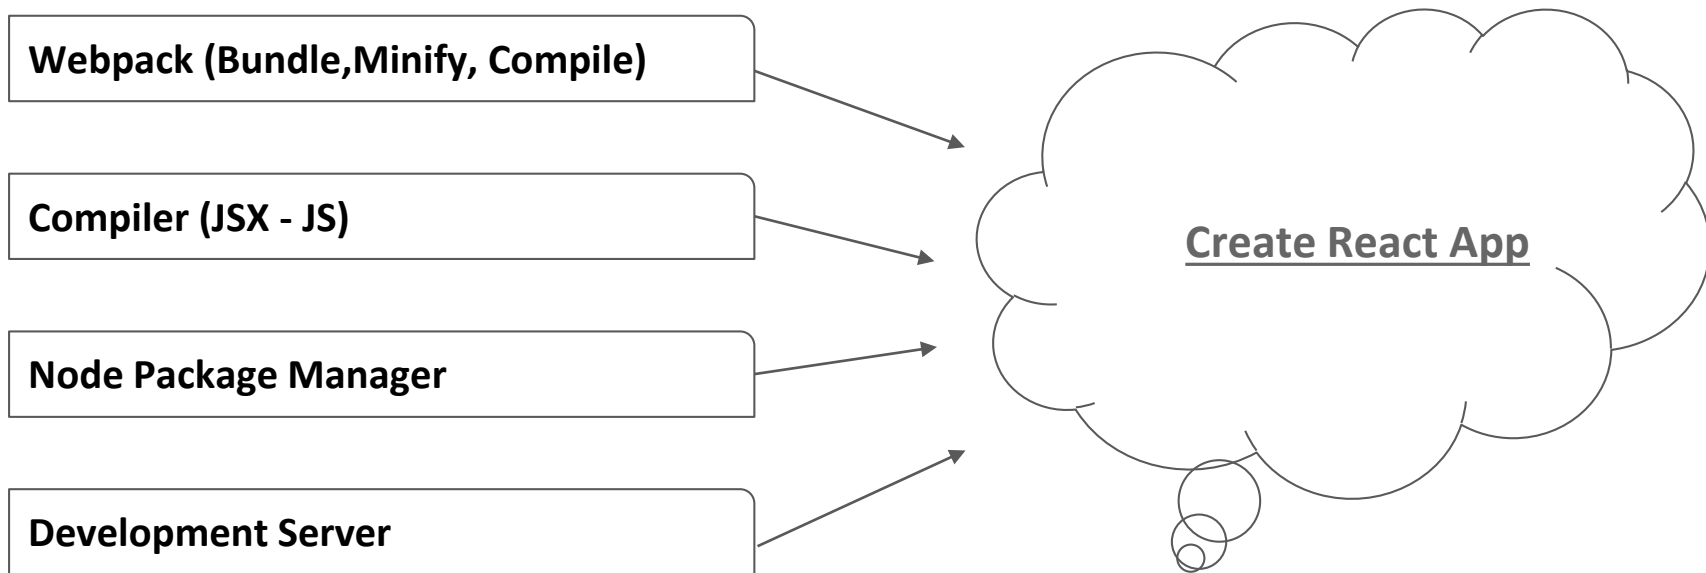 Webpack (Bundle,Minify, Compile)
Compiler (JSX - JS)
Create React App
Node Package Manager
Development Server